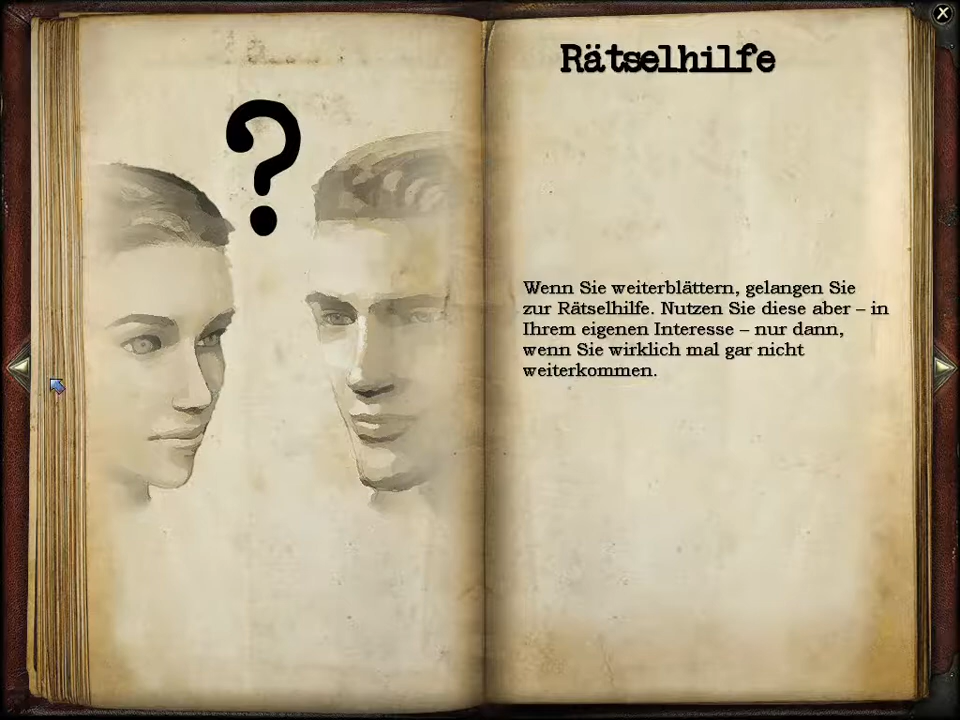 ?
Rätselhilfe
Wenn Sie weiterblättern, gelangen Sie
zur Rätselhilfe. Nutzen Sie diese aber – in
Ihrem eigenen Interesse – nur dann,
wenn Sie wirklich mal gar nicht
weiterkommen.